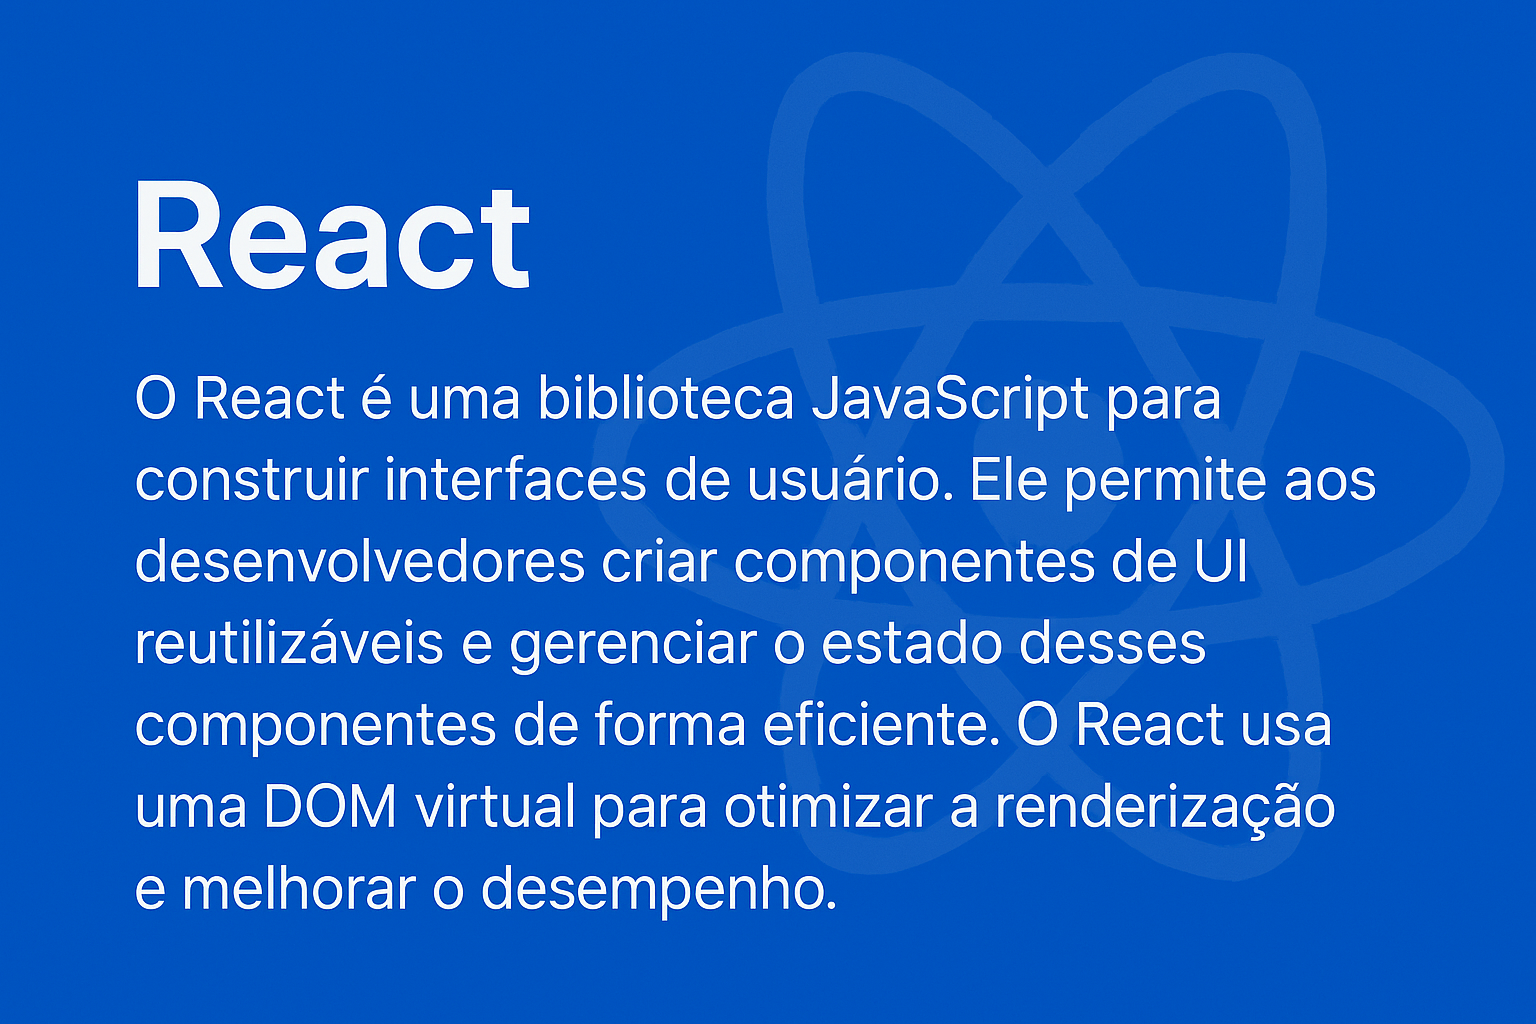 React
O React é uma biblioteca JavaScript para
construir interfaces de usuário. Ele permite aos
desenvolvedores criar componentes de UI
reutilizáveis e gerenciar o estado desses
componentes de forma eficiente. O React usa
uma DOM virtual para otimizar a renderização
e melhorar o desempenho.